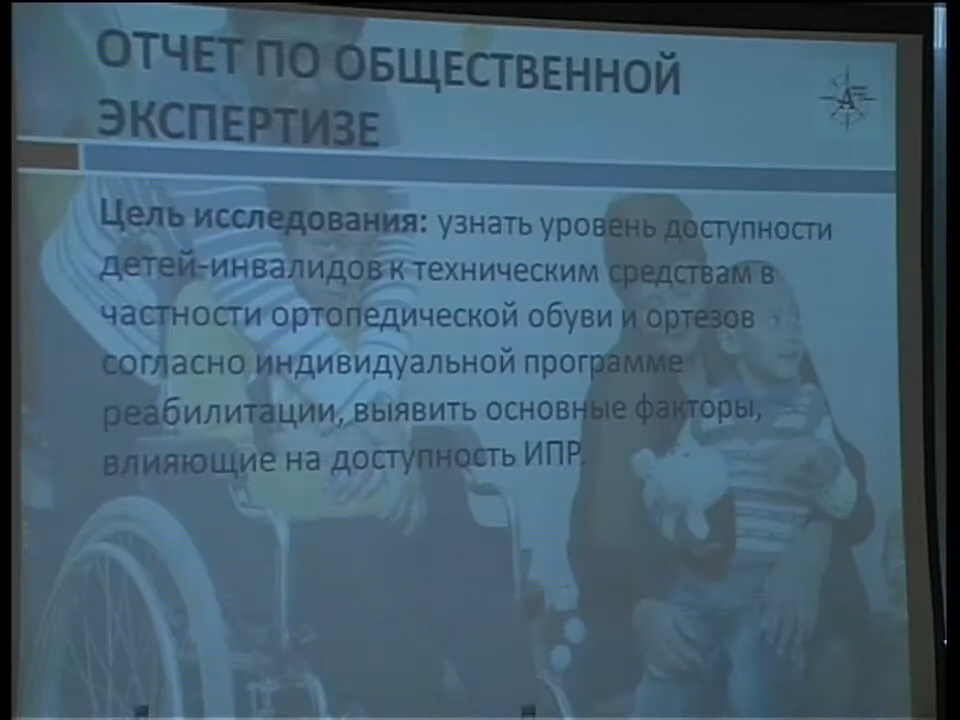 ОТЧЕТ ПО ОБЩЕСТВЕННОЙ
ЭКСПЕРТИЗЕ
А
Цель исследования: узнать уровень доступности
детей-инвалидов к техническим средствам в
частности ортопедической обуви и ортезов
согласно индивидуальной программе
реабилитации, выявить основные факторы,
влияющие на доступность ИПР.